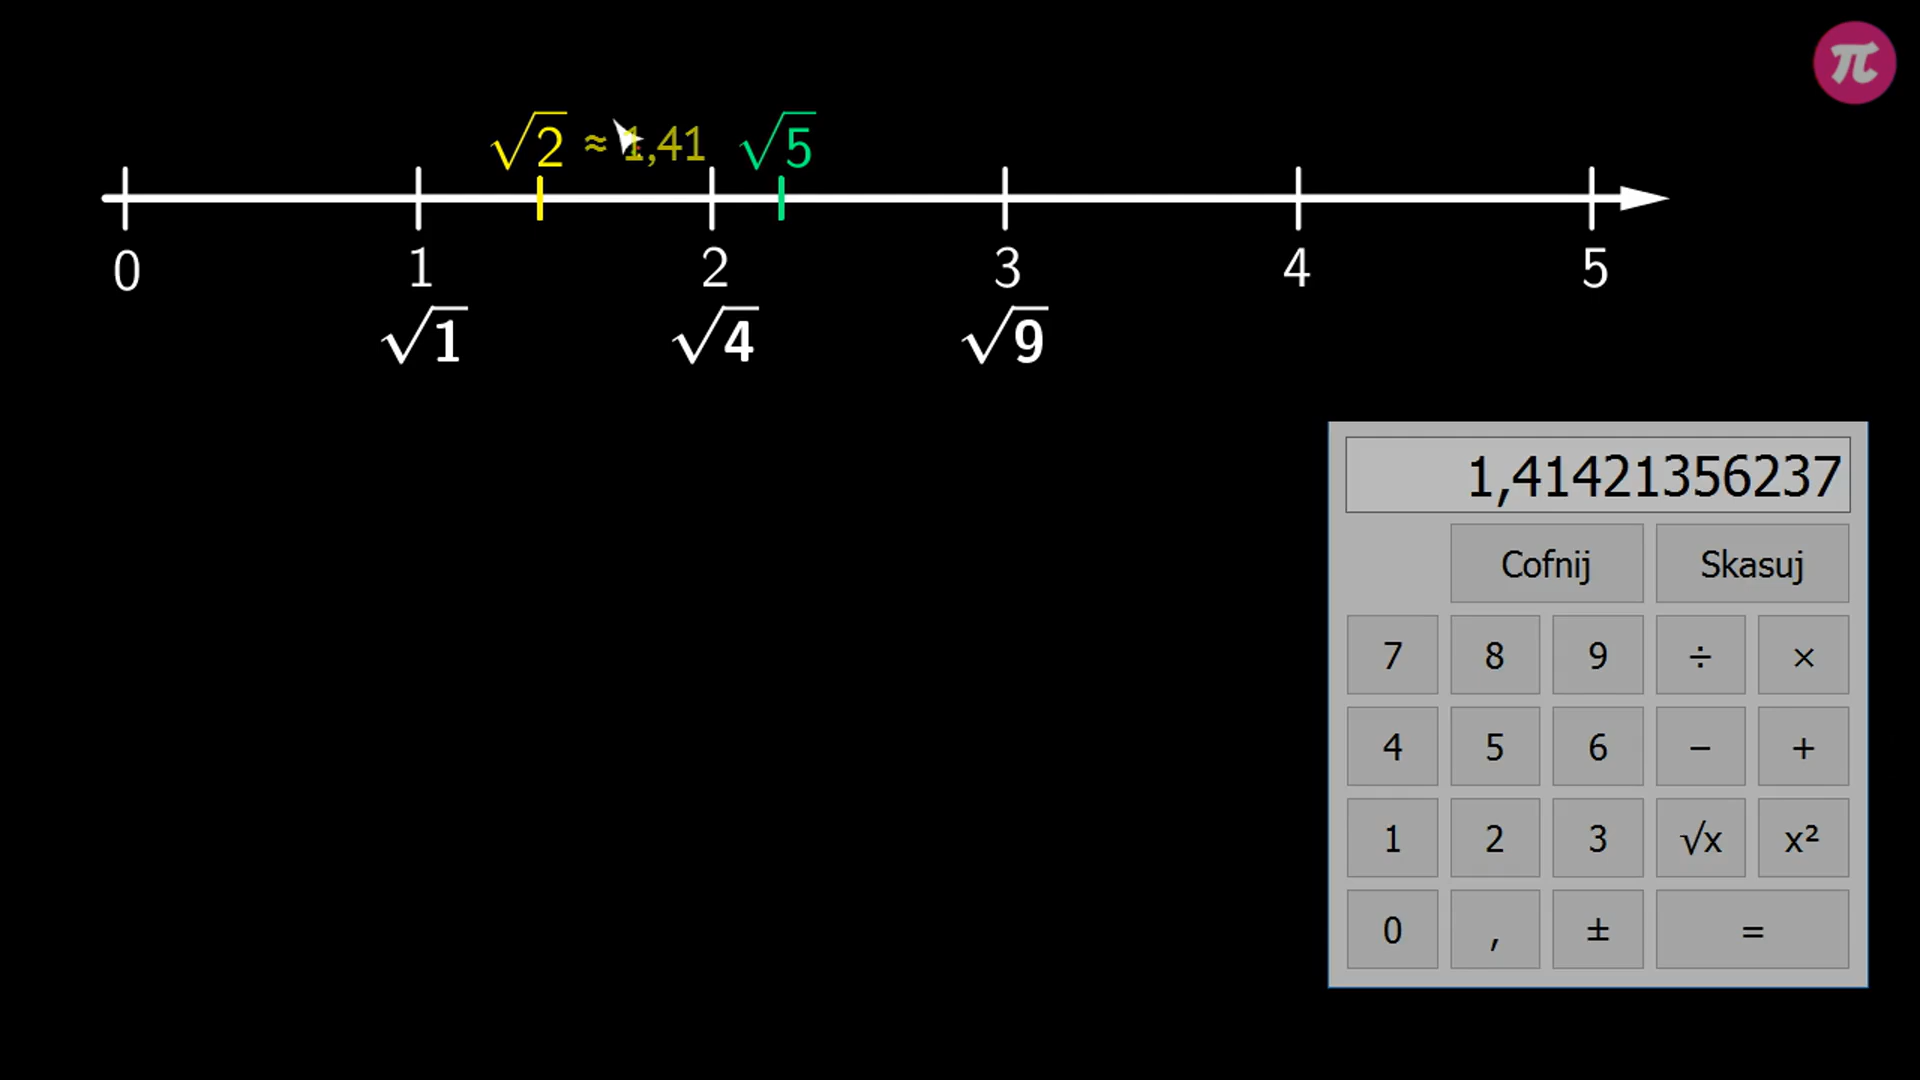 π
√2 ≈ 1,41 √5
0 1 2 3 4 5
√1 √4 √9
1,41421356237
Cofnij Skasuj
7 8 9 ÷ ×
4 5 6 − +
1 2 3 √x x²
0 , ± =